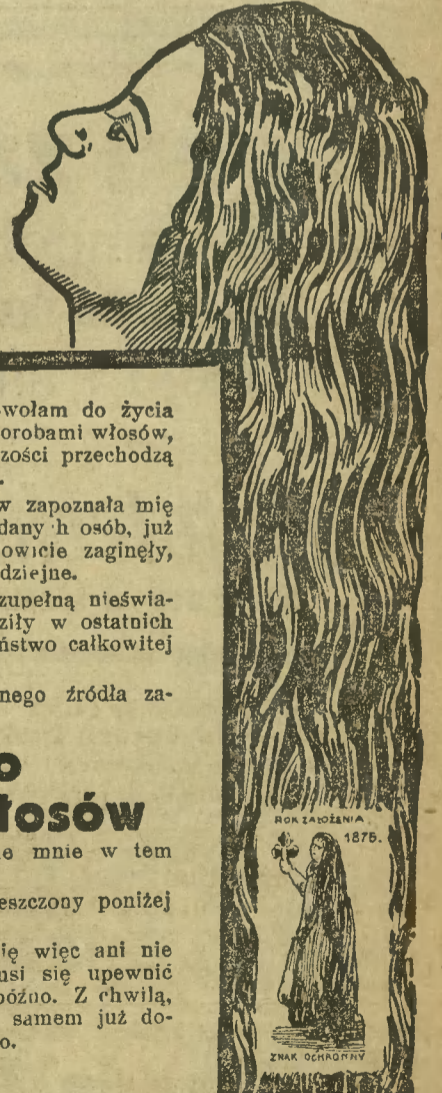 wołam do życia
orobami włosów,
zości przechodzą
w zapoznała mię
dany h osób, już
owicie zaginęły,
dziejne.
zupełną nieświa-
ziły w ostatnich
ństwo całkowitej
nego źródła za-
o
łosów
e mnie w tem
eszczony poniżej
ię więc ani nie
usi się upewnić
óźno. Z chwilą,
samem już do-
o.
ROK ZAŁOŻENIA
1875.
ZNAK OCHRONNY